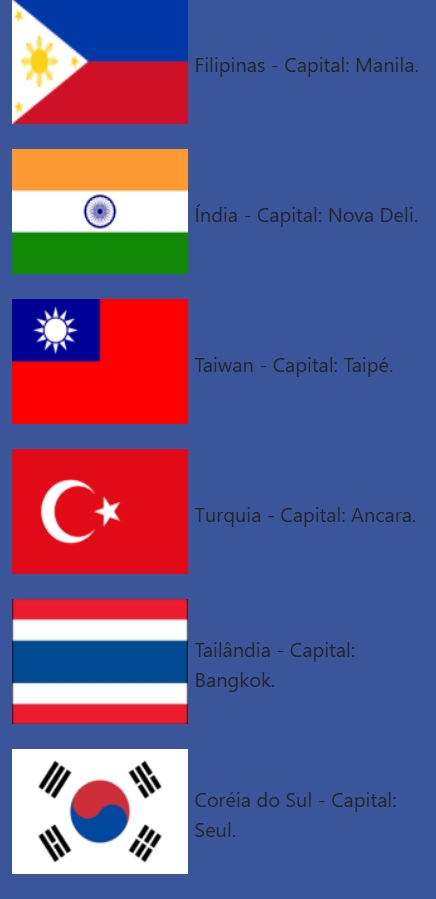 Filipinas - Capital: Manila.
Índia - Capital: Nova Deli.
Taiwan - Capital: Taipé.
Turquia - Capital: Ancara.
Tailândia - Capital:
Bangkok.
Coréia do Sul - Capital:
Seul.